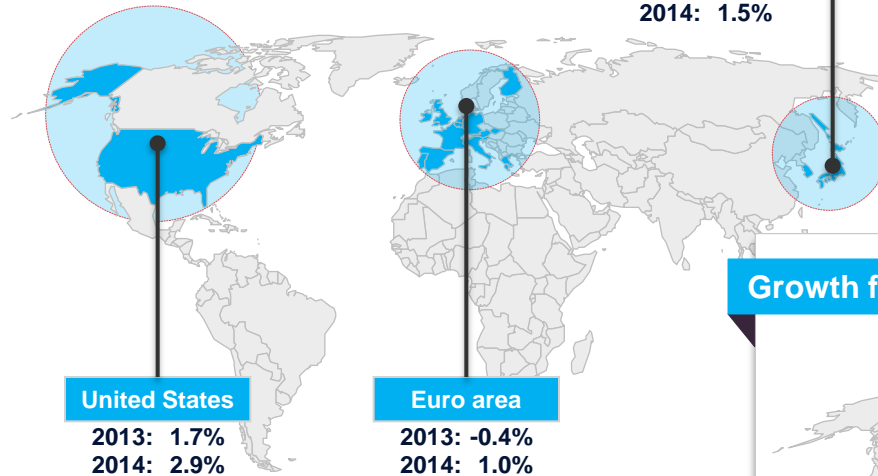 2014: 1.5%
Growth f
United States
2013: 1.7%
2014: 2.9%
Euro area
2013: -0.4%
2014: 1.0%